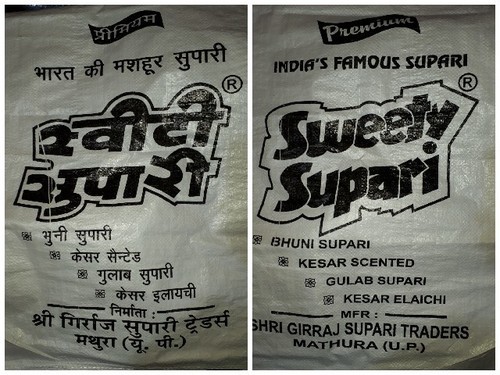 प्रीमियम
भारत की मशहूर सुपारी
स्वीटी ®
सुपारी
भुनी सुपारी
केसर सैन्टेड
गुलाब सुपारी
केसर इलायची
निर्माता :
श्री गिर्राज सुपारी ट्रेडर्स
मथुरा (यू. पी.)
Premium
INDIA'S FAMOUS SUPARI
Sweety ®
Supari
BHUNI SUPARI
KESAR SCENTED
GULAB SUPARI
KESAR ELAICHI
MFR :
SHRI GIRRAJ SUPARI TRADERS
MATHURA (U.P.)